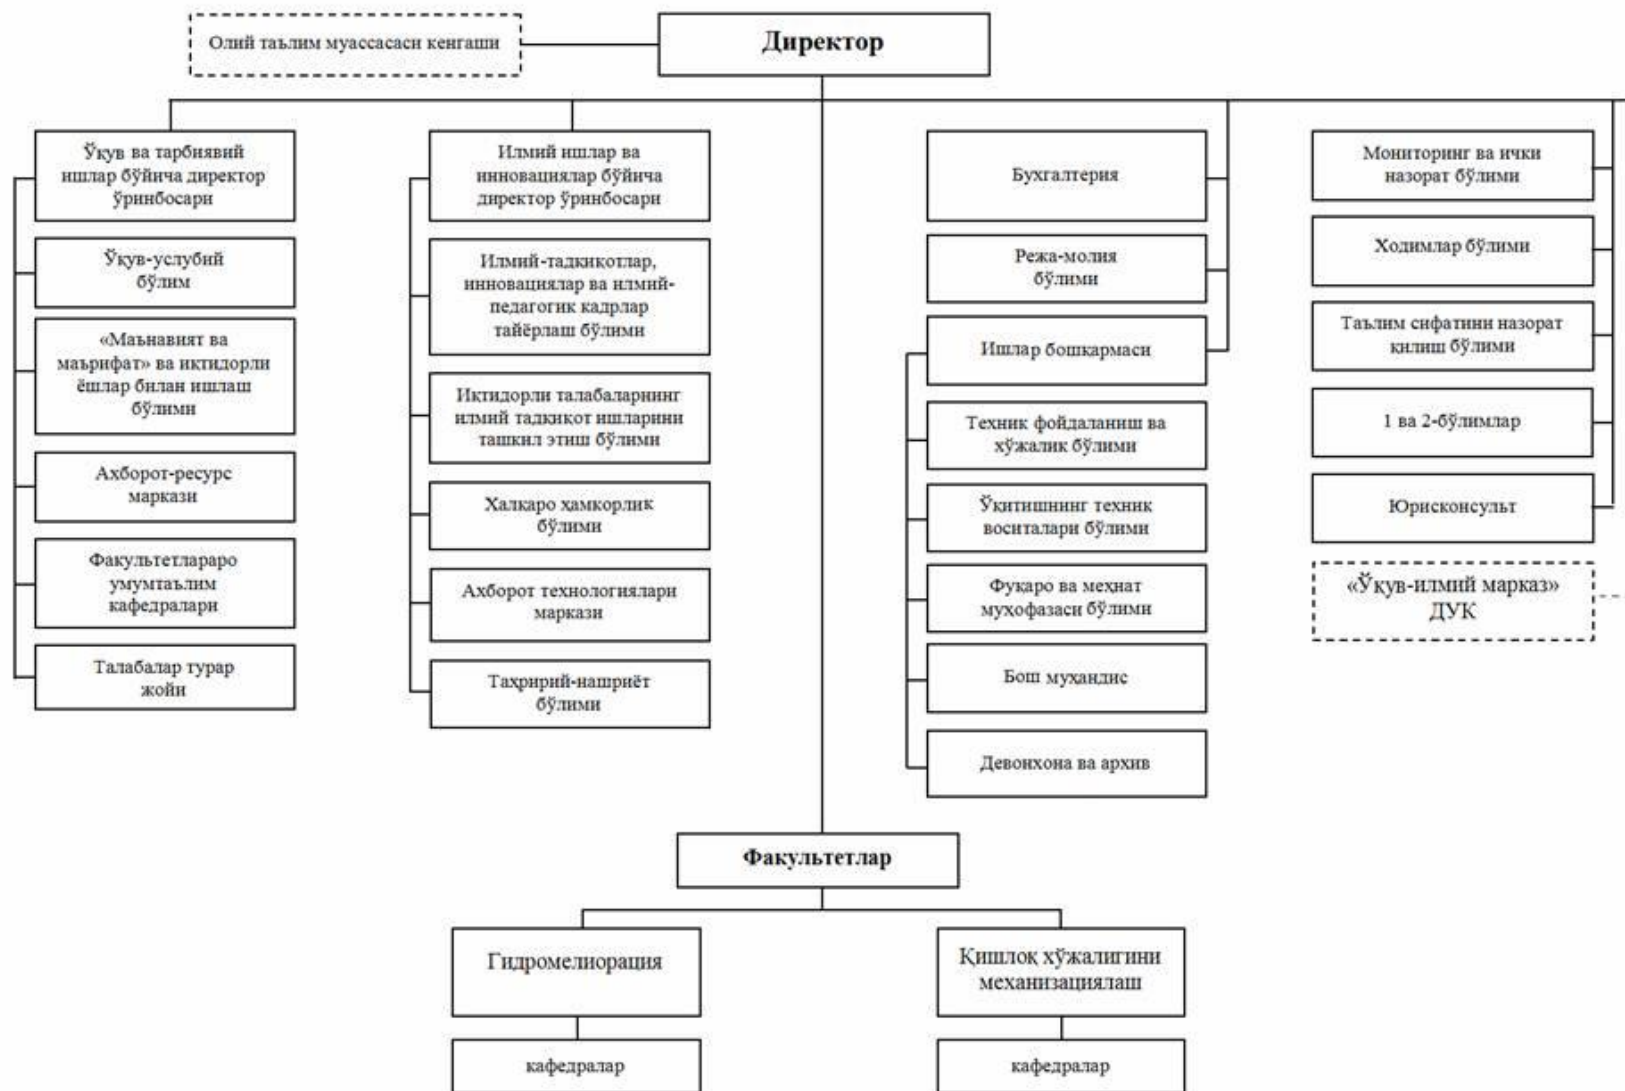 Олий таълим муассасаси кенгаши
Директор
Ўқув ва тарбиявий
ишлар бўйича директор
ўринбосари
Ўқув-услубий
бўлим
«Маънавият ва
маърифат» ва иқтидорли
ёшлар билан ишлаш
бўлими
Ахборот-ресурс
маркази
Факультетлараро
умумтаълим
кафедралари
Талабалар турар
жойи
Илмий ишлар ва
инновациялар бўйича
директор ўринбосари
Илмий-тадқиқотлар,
инновациялар ва илмий-
педагогик кадрлар
тайёрлаш бўлими
Иқтидорли талабаларнинг
илмий тадқиқот ишларини
ташкил этиш бўлими
Халқаро ҳамкорлик
бўлими
Ахборот технологиялари
маркази
Таҳририй-нашриёт
бўлими
Бухгалтерия
Режа-молия
бўлими
Ишлар бошқармаси
Техник фойдаланиш ва
хўжалик бўлими
Ўқитишнинг техник
воситалари бўлими
Фуқаро ва меҳнат
муҳофазаси бўлими
Бош муҳандис
Девонхона ва архив
Мониторинг ва ички
назорат бўлими
Ходимлар бўлими
Таълим сифатини назорат
қилиш бўлими
1 ва 2-бўлимлар
Юрисконсульт
«Ўқув-илмий марказ»
ДУК
Факультетлар
Гидромелиорация
кафедралар
Қишлоқ хўжалигини
механизациялаш
кафедралар